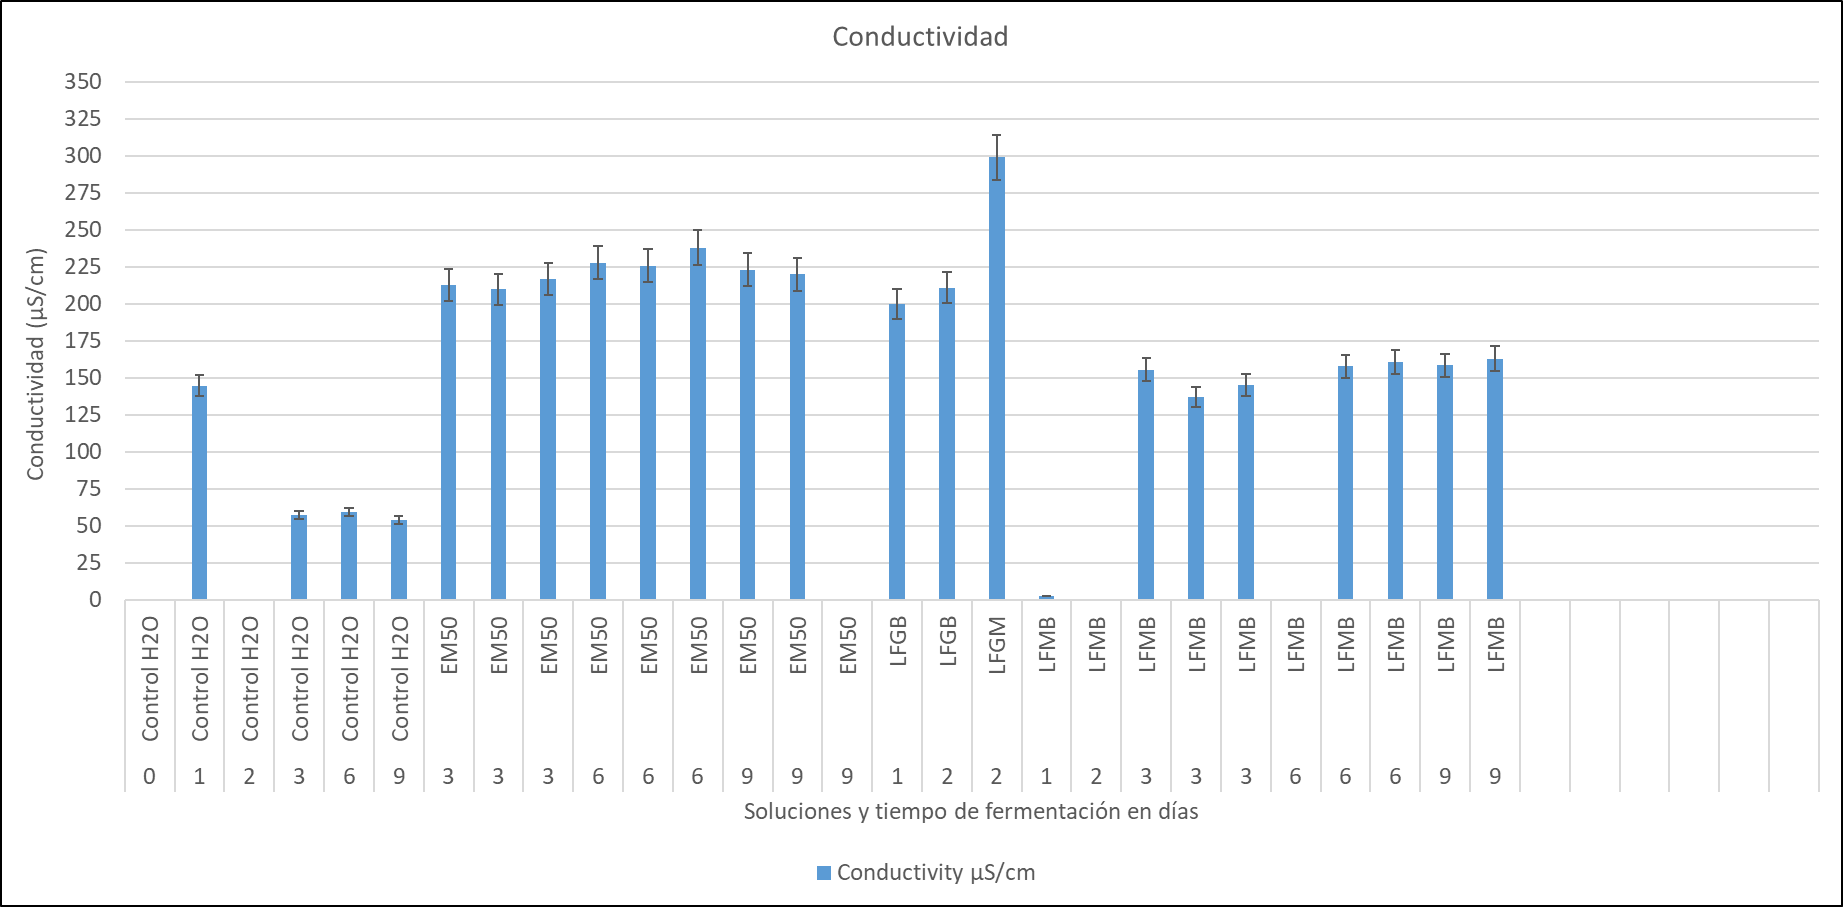 Conductividad
350
325
300
275
250
225
200
175
150
125
100
75
50
25
0
Conductividad (µS/cm)
Control H2O
Control H2O
Control H2O
Control H2O
Control H2O
Control H2O
EM50
EM50
EM50
EM50
EM50
EM50
EM50
EM50
EM50
LFGB
LFGB
LFGM
LFMB
LFMB
LFMB
LFMB
LFMB
LFMB
LFMB
LFMB
LFMB
LFMB
0 1 2 3 6 9 3 3 3 6 6 6 9 9 9 1 2 2 1 2 3 3 3 6 6 6 9 9
Soluciones y tiempo de fermentación en días
Conductivity µS/cm